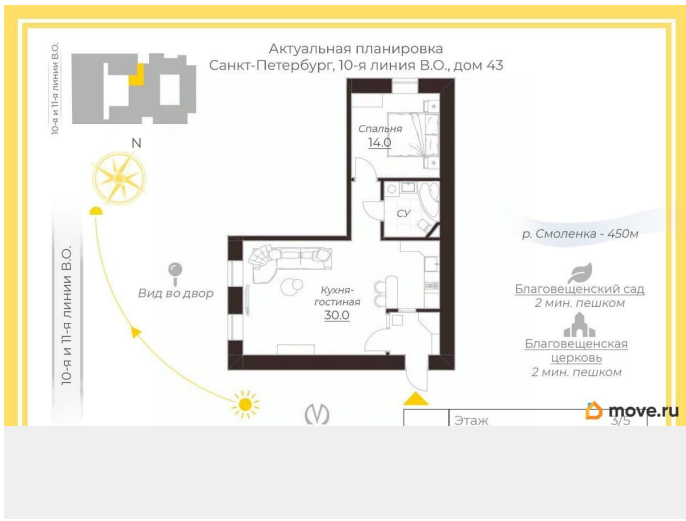 Актуальная планировка
Санкт-Петербург, 10-я линия В.О., дом 43
10-я и 11-я линии В.О.
N
Спальня
14.0
СУ
р. Смоленка - 450м
10-я и 11-я линии В.О.
Вид во двор
Кухня-
гостиная
30.0
Благовещенский сад
2 мин. пешком
Благовещенская
церковь
2 мин. пешком
Этаж 3/5
move.ru